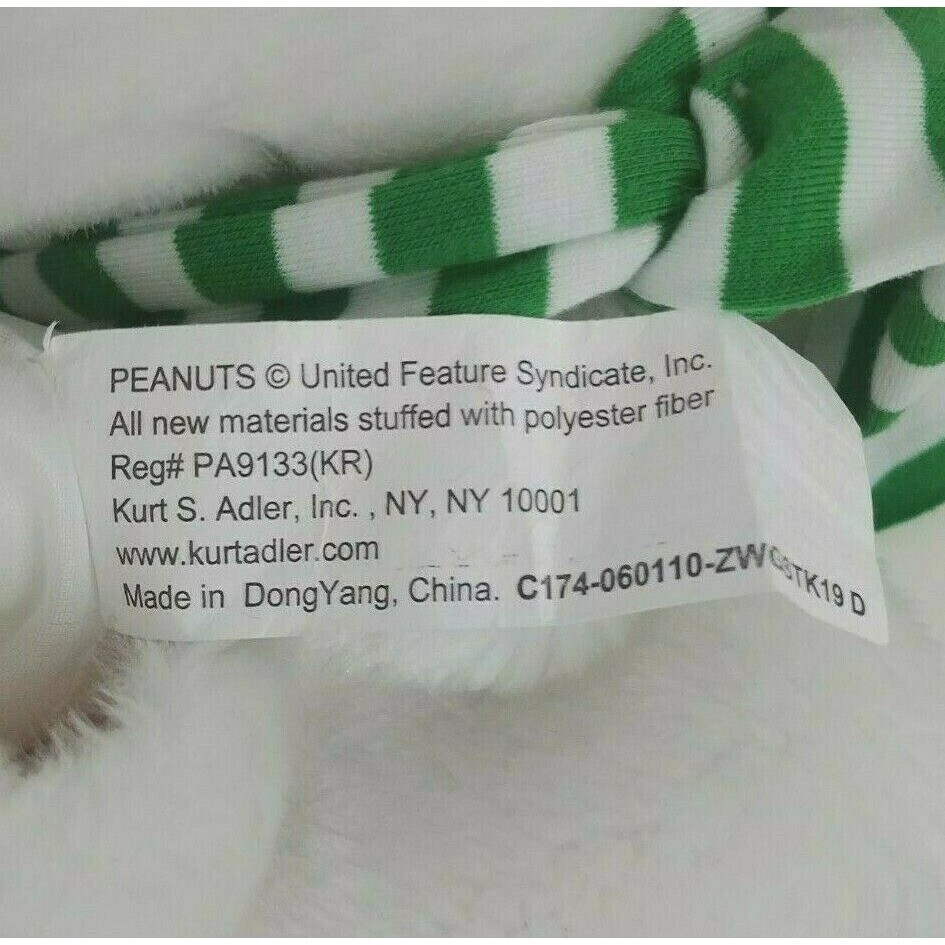 PEANUTS © United Feature Syndicate, Inc.
All new materials stuffed with polyester fiber
Reg# PA9133(KR)
Kurt S. Adler, Inc. , NY, NY 10001
www.kurtadler.com
Made in DongYang, China. C174-060110-ZWGSTK19 D